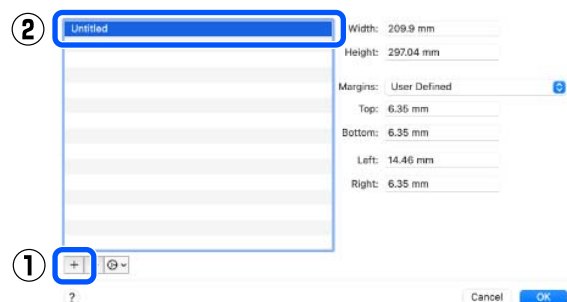 ② Untitled Width: 209.9 mm
Height: 297.04 mm
Margins: User Defined
Top: 6.35 mm
Bottom: 6.35 mm
Left: 14.46 mm
Right: 6.35 mm
① +
? Cancel OK